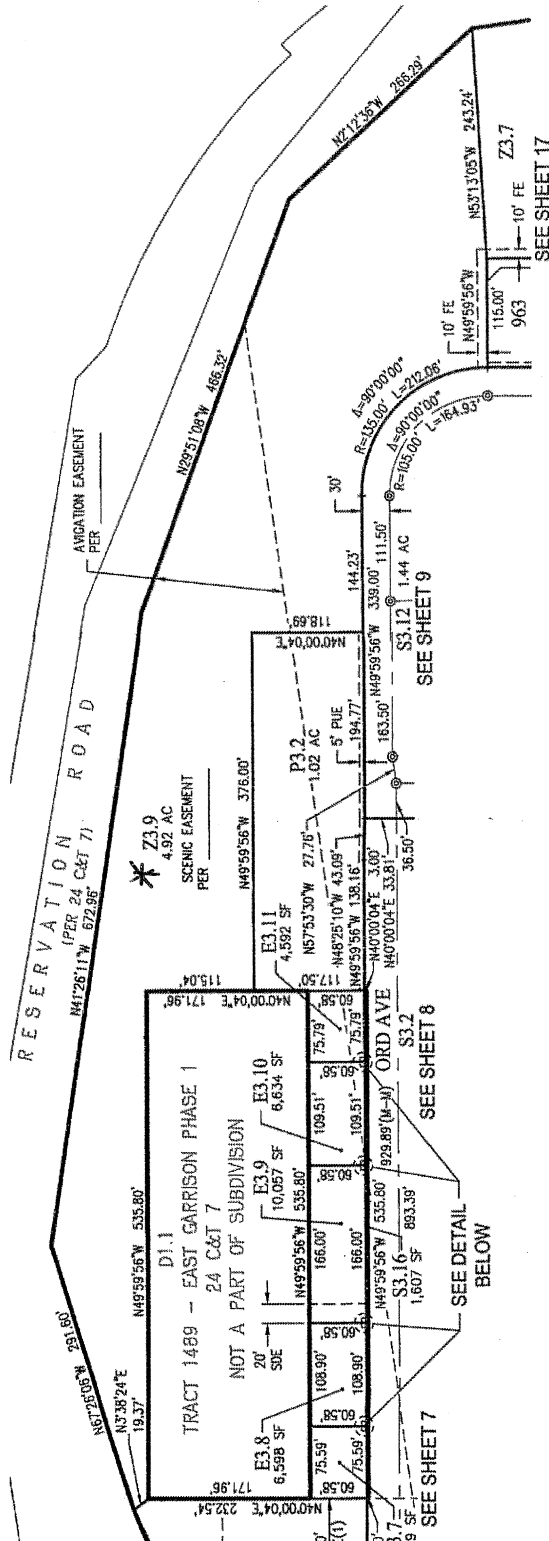 RESERVATION ROAD
(PER 24 C&T 7)
N41°26'11"W 672.96'
AVIGATION EASEMENT
PER
N29°51'08"W 466.32'
N2°12'36"W 266.29'
N53°13'05"W 243.24'
Z3.7
10' FE
N49°59'56"W
115.00'
10' FE
963
SEE SHEET 17
Δ=90°00'00"
R=135.00' L=212.06'
Δ=90°00'00"
R=105.00' L=164.93'
30'
144.23'
111.50'
N49°59'56"W 339.00'
1.44 AC
S3.12
SEE SHEET 9
163.50'
36.50'
118.69'
N40°00'04"E
Z3.9
4.92 AC
SCENIC EASEMENT
PER
N49°59'56"W 376.00'
P3.2
1.02 AC
5' PUE
194.77'
N57°53'30"W 27.76'
N48°25'10"W 43.09'
N49°59'56"W 138.16'
N40°00'04"E 3.00'
N40°00'04"E 33.81'
115.04'
117.50'
N40°00'04"E
171.96'
60.58'
E3.11
4,592 SF
75.79'
75.79'
60.58'
ORD AVE
S3.2
SEE SHEET 8
N67°26'06"W 291.60'
N3°38'24"E
19.37'
N49°59'56"W 535.80'
D1.1
TRACT 1489 - EAST GARRISON PHASE 1
24 C&T 7
NOT A PART OF SUBDIVISION
E3.10
6,634 SF
109.51'
109.51'
60.58'
E3.9
10,057 SF
N49°59'56"W 535.80'
166.00'
166.00'
929.89'(M-M)
N49°59'56"W 535.80'
893.39'
S3.16
1,607 SF
SEE DETAIL
BELOW
20'
SDE
60.58'
E3.8
6,598 SF
108.90'
108.90'
60.58'
75.59'
75.59'
60.58'
171.96'
232.54'
N40°00'04"E
SEE SHEET 7